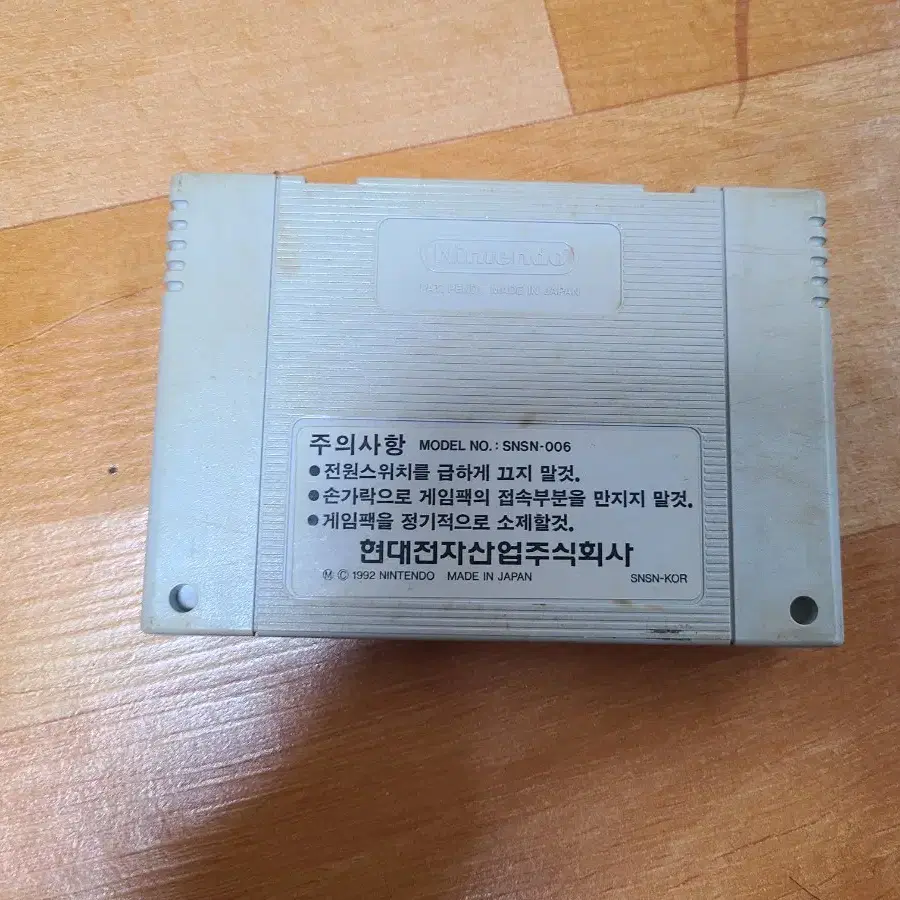 Nintendo
PAT. PEND. MADE IN JAPAN
주의사항 MODEL NO.: SNSN-006
●전원스위치를 급하게 끄지 말것.
●손가락으로 게임팩의 접속부분을 만지지 말것.
●게임팩을 정기적으로 소제할것.
현대전자산업주식회사
Ⓜ © 1992 NINTENDO MADE IN JAPAN SNSN-KOR